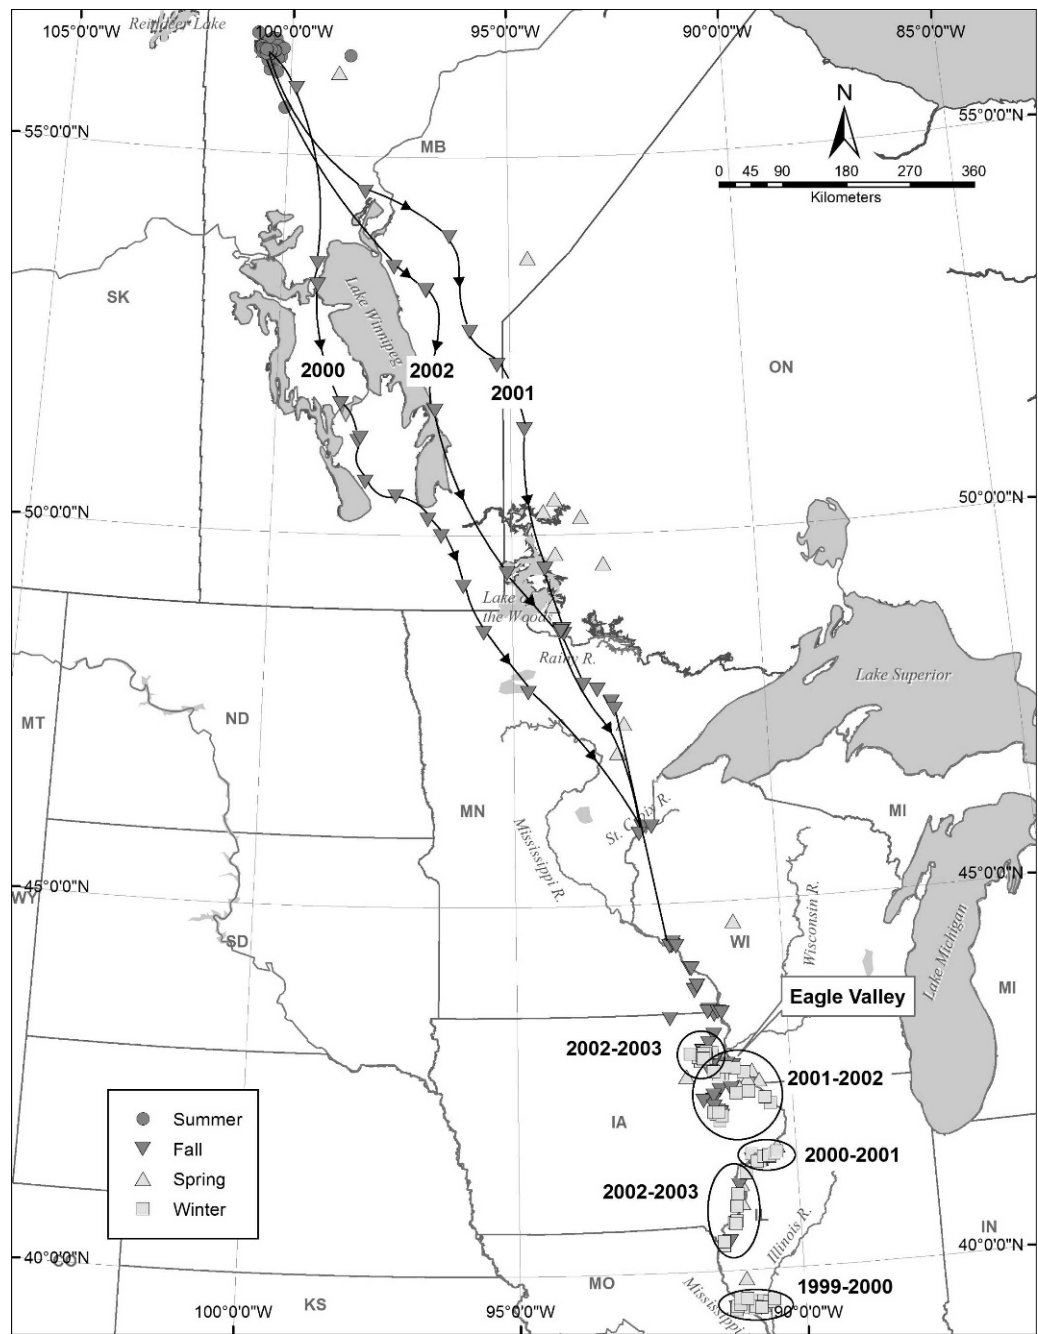 Reindeer Lake
105°0'0"W
100°0'0"W
95°0'0"W
90°0'0"W
85°0'0"W
N
55°0'0"N
55°0'0"N
MB
0 45 90 180 270 360
Kilometers
SK
Lake Winnipeg
ON
2000
2002
2001
50°0'0"N
50°0'0"N
Lake of
the Woods
Rainy R.
Lake Superior
MT
ND
MN
MI
St. Croix R.
Mississippi R.
45°0'0"N
45°0'0"N
WY
SD
WI
Wisconsin R.
Lake Michigan
MI
Eagle Valley
2002-2003
2001-2002
Summer
Fall
Spring
Winter
IA
2000-2001
2002-2003
IL
Illinois R.
IN
40°0'0"N
40°0'0"N
CO
MO
1999-2000
KS
Mississippi
100°0'0"W
95°0'0"W
90°0'0"W